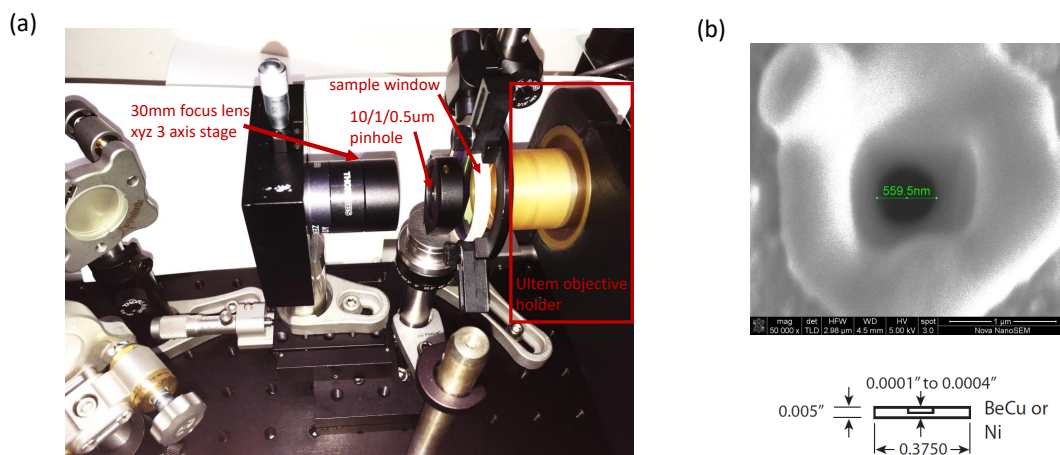 (a)
sample window
30mm focus lens
xyz 3 axis stage
10/1/0.5um
pinhole
THORLABS
Ultem objective
holder
(b)
559.5nm
mag det HFW WD HV spot
50 000 x TLD 2.98 µm 4.5 mm 5.00 kV 3.0
1 µm
Nova NanoSEM
0.0001″ to 0.0004″
0.005″
BeCu or
Ni
0.3750